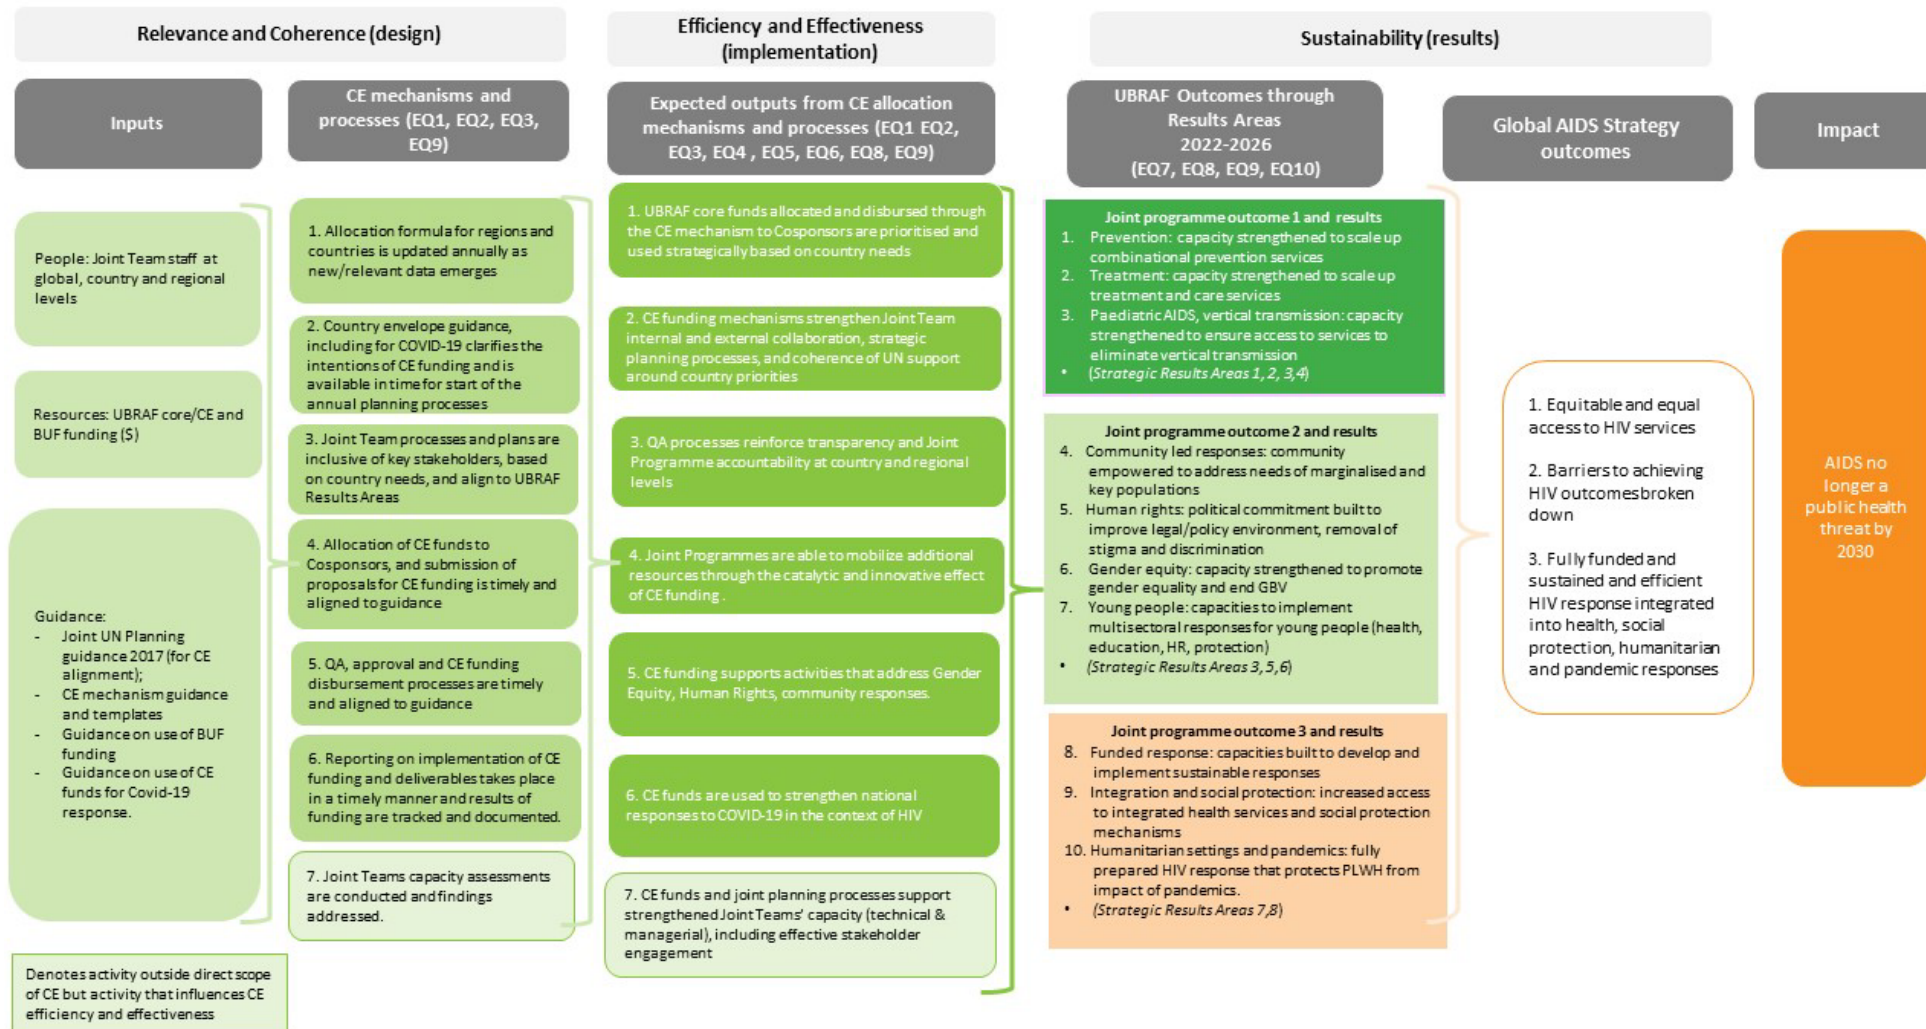 Relevance and Coherence (design)
Efficiency and Effectiveness
(implementation)
Sustainability (results)
Inputs
CE mechanisms and
processes (EQ1, EQ2, EQ3,
EQ9)
Expected outputs from CE allocation
mechanisms and processes (EQ1 EQ2,
EQ3, EQ4 , EQ5, EQ6, EQ8, EQ9)
UBRAF Outcomes through
Results Areas
2022-2026
(EQ7, EQ8, EQ9, EQ10)
Global AIDS Strategy
outcomes
Impact
People: Joint Team staff at
global, country and regional
levels
Resources: UBRAF core/CE and
BUF funding ($)
Guidance:
- Joint UN Planning
guidance 2017 (for CE
alignment);
- CE mechanism guidance
and templates
- Guidance on use of BUF
funding
- Guidance on use of CE
funds for Covid-19
response.
Denotes activity outside direct scope
of CE but activity that influences CE
efficiency and effectiveness
1. Allocation formula for regions and
countries is updated annually as
new/relevant data emerges
2. Country envelope guidance,
including for COVID-19 clarifies the
intentions of CE funding and is
available in time for start of the
annual planning processes
3. Joint Team processes and plans are
inclusive of key stakeholders, based
on country needs, and align to UBRAF
Results Areas
4. Allocation of CE funds to
Cosponsors, and submission of
proposals for CE funding is timely and
aligned to guidance
5. QA, approval and CE funding
disbursement processes are timely
and aligned to guidance
6. Reporting on implementation of CE
funding and deliverables takes place
in a timely manner and results of
funding are tracked and documented.
7. Joint Teams capacity assessments
are conducted and findings
addressed.
1. UBRAF core funds allocated and disbursed through
the CE mechanism to Cosponsors are prioritised and
used strategically based on country needs
2. CE funding mechanisms strengthen Joint Team
internal and external collaboration, strategic
planning processes, and coherence of UN support
around country priorities
3. QA processes reinforce transparency and Joint
Programme accountability at country and regional
levels
4. Joint Programmes are able to mobilize additional
resources through the catalytic and innovative effect
of CE funding .
5. CE funding supports activities that address Gender
Equity, Human Rights, community responses.
6. CE funds are used to strengthen national
responses to COVID-19 in the context of HIV
7. CE funds and joint planning processes support
strengthened Joint Teams' capacity (technical &
managerial), including effective stakeholder
engagement
Joint programme outcome 1 and results
1. Prevention: capacity strengthened to scale up
combinational prevention services
2. Treatment: capacity strengthened to scale up
treatment and care services
3. Paediatric AIDS, vertical transmission: capacity
strengthened to ensure access to services to
eliminate vertical transmission
• (Strategic Results Areas 1, 2, 3,4)
Joint programme outcome 2 and results
4. Community led responses: community
empowered to address needs of marginalised and
key populations
5. Human rights: political commitment built to
improve legal/policy environment, removal of
stigma and discrimination
6. Gender equity: capacity strengthened to promote
gender equality and end GBV
7. Young people: capacities to implement
multisectoral responses for young people (health,
education, HR, protection)
• (Strategic Results Areas 3, 5,6)
Joint programme outcome 3 and results
8. Funded response: capacities built to develop and
implement sustainable responses
9. Integration and social protection: increased access
to integrated health services and social protection
mechanisms
10. Humanitarian settings and pandemics: fully
prepared HIV response that protects PLWH from
impact of pandemics.
• (Strategic Results Areas 7,8)
1. Equitable and equal
access to HIV services
2. Barriers to achieving
HIV outcomesbroken
down
3. Fully funded and
sustained and efficient
HIV response integrated
into health, social
protection, humanitarian
and pandemic responses
AIDS no
longer a
public health
threat by
2030